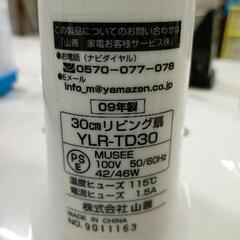 この製品についてのお問い合わせは
「山善 家電お客様サービス係」
●お電話(ナビダイヤル)
☎0570-077-078
●Eメール
info_m@yamazen.co.jp
09年製
30cmリビング扇
YLR-TD30
PSE
MUSEE
100V 50/60Hz
42/46W
温度ヒューズ 115℃
電流ヒューズ 1.5A
株式会社 山善
MADE IN CHINA
NO. 9011163